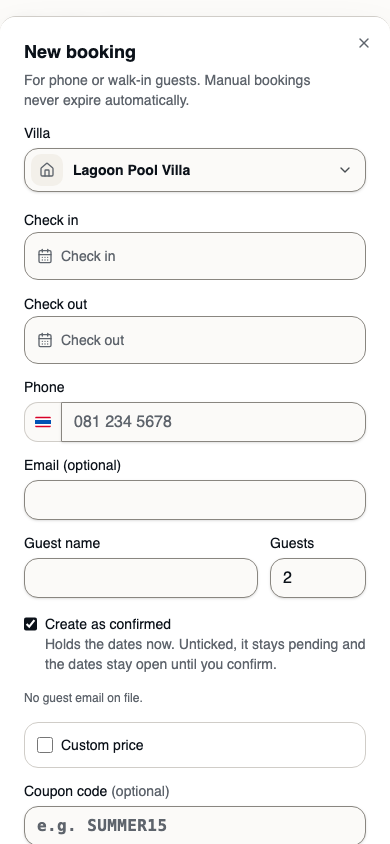 New booking
For phone or walk-in guests. Manual bookings
never expire automatically.
Villa
Lagoon Pool Villa
Check in
Check in
Check out
Check out
Phone
081 234 5678
Email (optional)
Guest name
Guests
2
Create as confirmed
Holds the dates now. Unticked, it stays pending and
the dates stay open until you confirm.
No guest email on file.
Custom price
Coupon code (optional)
e.g. SUMMER15